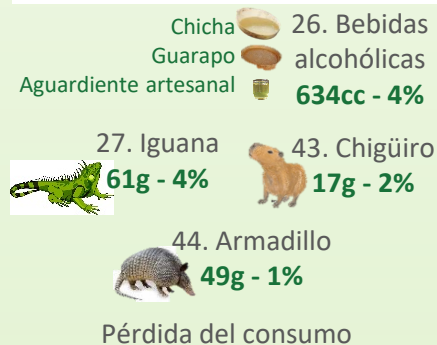 Chicha
Guarapo
Aguardiente artesanal
26. Bebidas
alcohólicas
634cc - 4%
27. Iguana
61g - 4%
43. Chigüiro
17g - 2%
44. Armadillo
49g - 1%
Pérdida del consumo